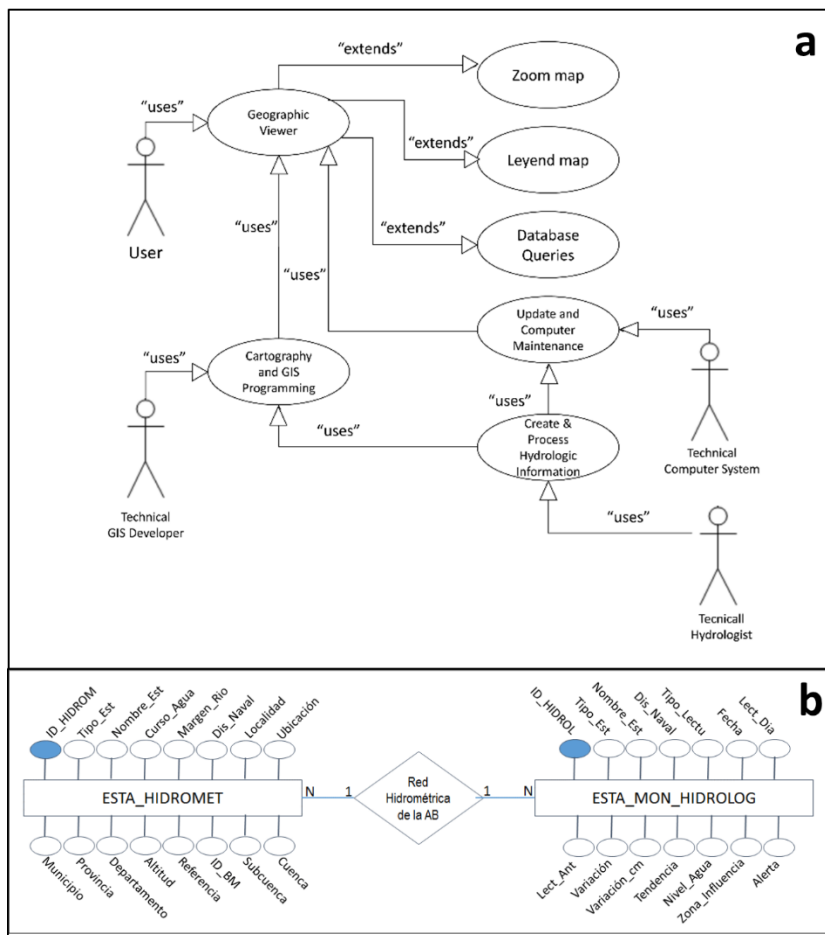 a
“extends”
Zoom map
“uses”
Geographic
Viewer
“extends”
Leyend map
User
“uses”
“extends”
Database
Queries
“uses”
Update and
Computer
Maintenance
“uses”
“uses”
Cartography
and GIS
Programming
“uses”
“uses”
Create &
Process
Hydrologic
Information
Technical
Computer System
Technical
GIS Developer
“uses”
Tecnicall
Hydrologist
b
ID_HIDROM
Tipo_Est
Nombre_Est
Curso_Agua
Margen_Rio
Dis_Naval
Localidad
Ubicación
ID_HIDROL
Tipo_Est
Nombre_Est
Dis_Naval
Tipo_Lectu
Fecha
Lect_Dia
ESTA_HIDROMET
N
1
Red
Hidrométrica
de la AB
1
N
ESTA_MON_HIDROLOG
Municipio
Provincia
Departamento
Altitud
Referencia
ID_BM
Subcuenca
Cuenca
Lect_Ant
Variación
Variación_cm
Tendencia
Nivel_Agua
Zona_Influencia
Alerta